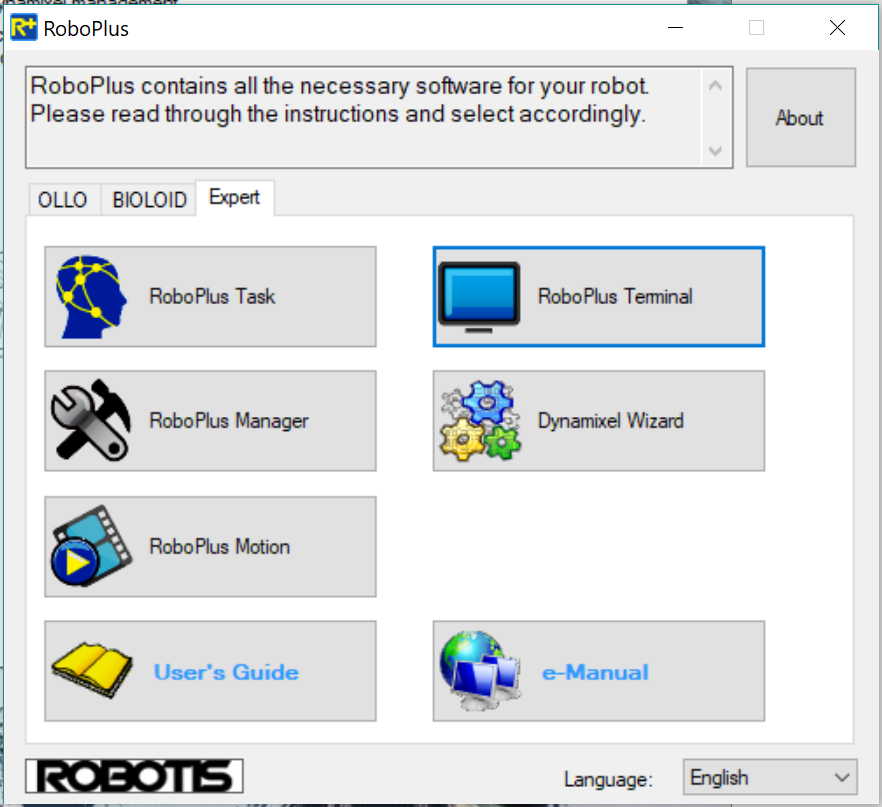 RoboPlus
RoboPlus contains all the necessary software for your robot.
Please read through the instructions and select accordingly.
About
OLLO
BIOLOID
Expert
RoboPlus Task
RoboPlus Terminal
RoboPlus Manager
Dynamixel Wizard
RoboPlus Motion
User's Guide
e-Manual
ROBOTIS
Language:
English